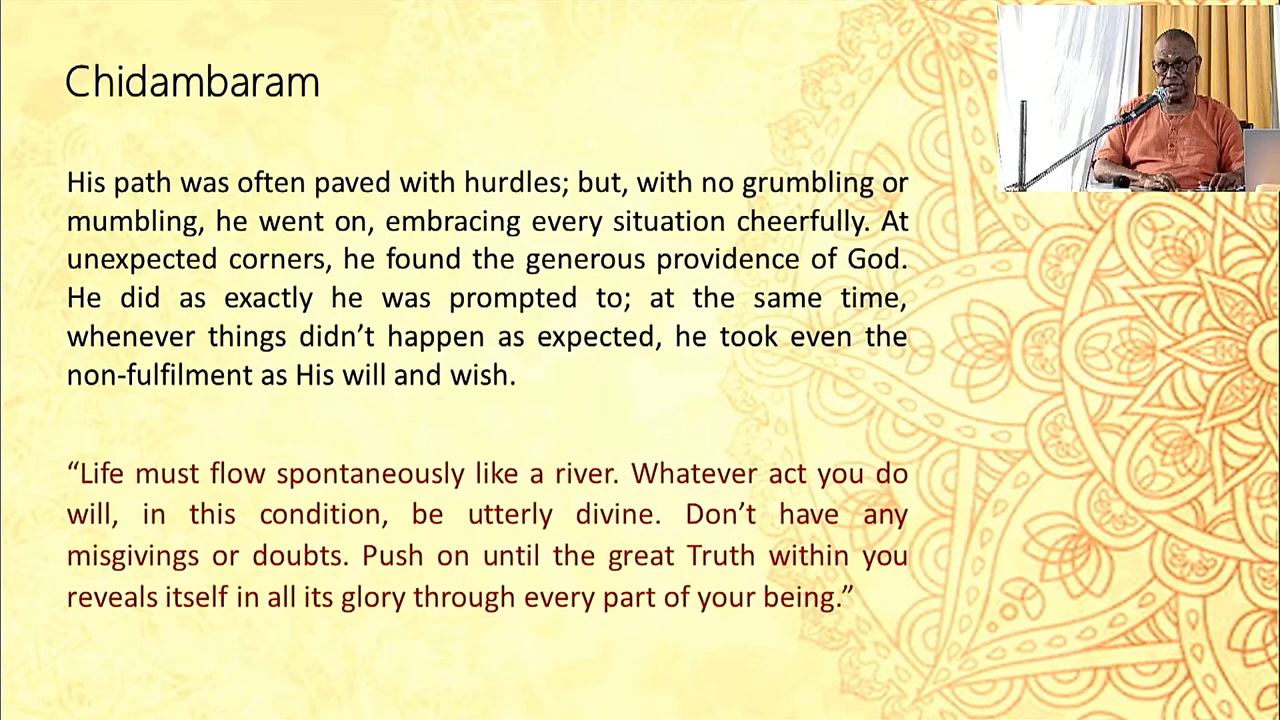 Chidambaram
His path was often paved with hurdles; but, with no grumbling or
mumbling, he went on, embracing every situation cheerfully. At
unexpected corners, he found the generous providence of God.
He did as exactly he was prompted to; at the same time,
whenever things didn’t happen as expected, he took even the
non-fulfilment as His will and wish.
“Life must flow spontaneously like a river. Whatever act you do
will, in this condition, be utterly divine. Don’t have any
misgivings or doubts. Push on until the great Truth within you
reveals itself in all its glory through every part of your being.”